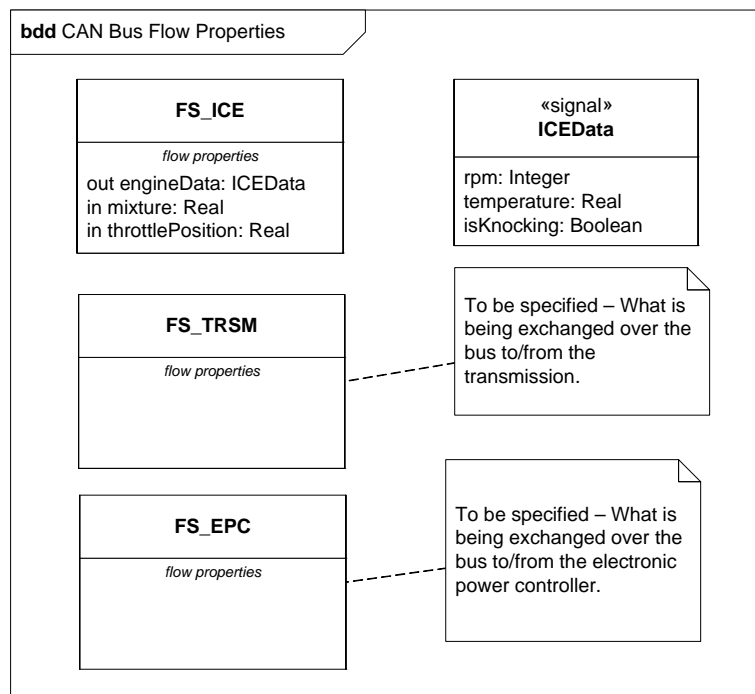 bdd CAN Bus Flow Properties
FS_ICE
flow properties
out engineData: ICEData
in mixture: Real
in throttlePosition: Real
«signal»
ICEData
rpm: Integer
temperature: Real
isKnocking: Boolean
FS_TRSM
flow properties
To be specified – What is
being exchanged over the
bus to/from the
transmission.
FS_EPC
flow properties
To be specified – What is
being exchanged over the
bus to/from the electronic
power controller.